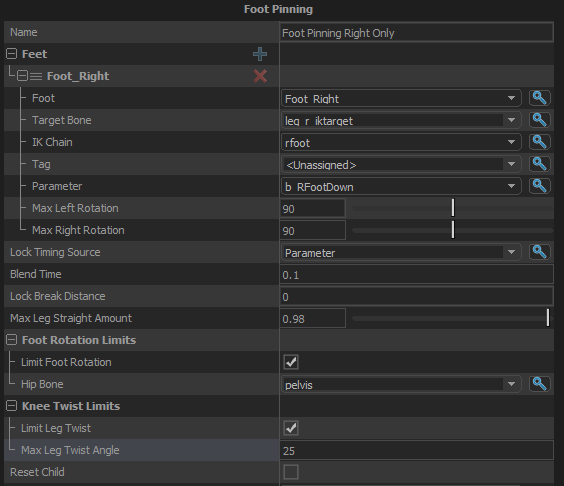 Foot Pinning
Name Foot Pinning Right Only
Feet
Foot_Right
Foot Foot_Right
Target Bone leg_r_iktarget
IK Chain rfoot
Tag <Unassigned>
Parameter b_RFootDown
Max Left Rotation 90
Max Right Rotation 90
Lock Timing Source Parameter
Blend Time 0.1
Lock Break Distance 0
Max Leg Straight Amount 0.98
Foot Rotation Limits
Limit Foot Rotation
Hip Bone pelvis
Knee Twist Limits
Limit Leg Twist
Max Leg Twist Angle 25
Reset Child